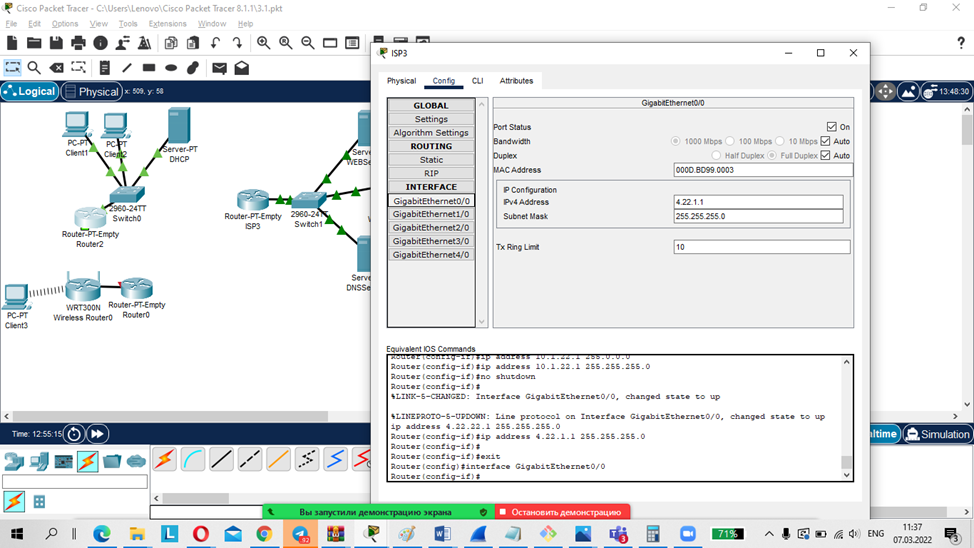 Cisco Packet Tracer - C:\Users\Lenovo\Cisco Packet Tracer 8.1.1\3.1.pkt
File Edit Options View Tools Extensions Window Help
Logical Physical x: 509, y: 58
13:48:30
PC-PT
Client1
PC-PT
Client2
Server-PT
DHCP
2960-24TT
Switch0
Router-PT-Empty
Router2
PC-PT
Client3
WRT300N
Wireless Router0
Router-PT-Empty
Router0
Router-PT-Empty
ISP3
2960-24TT
Switch1
Serve
WEBSe
Serve
DNSSe
ISP3
Physical Config CLI Attributes
GLOBAL
Settings
Algorithm Settings
ROUTING
Static
RIP
INTERFACE
GigabitEthernet0/0
GigabitEthernet1/0
GigabitEthernet2/0
GigabitEthernet3/0
GigabitEthernet4/0
GigabitEthernet0/0
Port Status On
Bandwidth 1000 Mbps 100 Mbps 10 Mbps Auto
Duplex Half Duplex Full Duplex Auto
MAC Address 000D.BD99.0003
IP Configuration
IPv4 Address 4.22.1.1
Subnet Mask 255.255.255.0
Tx Ring Limit 10
Equivalent IOS Commands
Router(config-if)#ip address 10.1.22.1 255.0.0.0
Router(config-if)#ip address 10.1.22.1 255.255.255.0
Router(config-if)#no shutdown
Router(config-if)#
%LINK-5-CHANGED: Interface GigabitEthernet0/0, changed state to up
%LINEPROTO-5-UPDOWN: Line protocol on Interface GigabitEthernet0/0, changed state to up
ip address 4.22.22.1 255.255.255.0
Router(config-if)#ip address 4.22.1.1 255.255.255.0
Router(config-if)#
Router(config-if)#exit
Router(config)#interface GigabitEthernet0/0
Router(config-if)#
Time: 12:55:15
ltime Simulation
Вы запустили демонстрацию экрана Остановить демонстрацию
71% ENG 11:37
07.03.2022